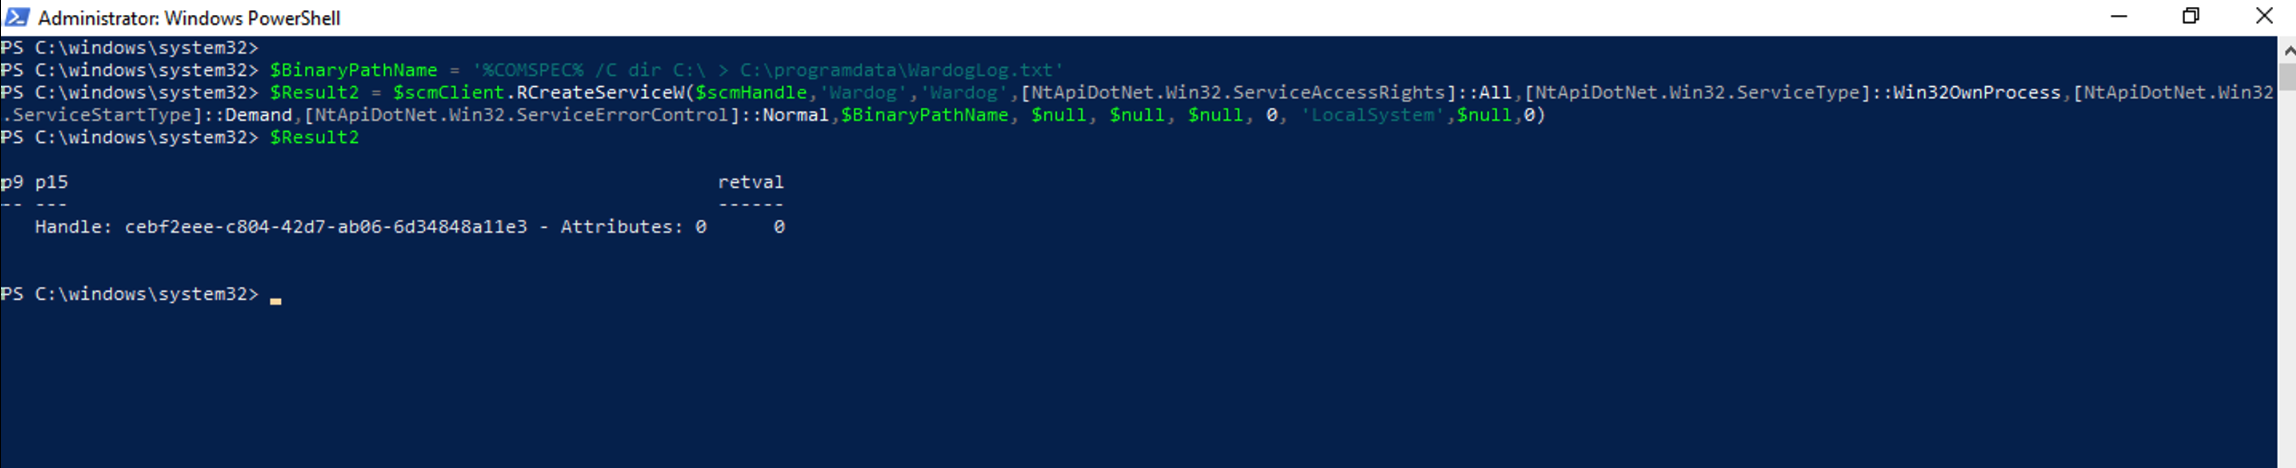 Administrator: Windows PowerShell
PS C:\windows\system32>
PS C:\windows\system32> $BinaryPathName = '%COMSPEC% /C dir C:\ > C:\programdata\WardogLog.txt'
PS C:\windows\system32> $Result2 = $scmClient.RCreateServiceW($scmHandle,'Wardog','Wardog',[NtApiDotNet.Win32.ServiceAccessRights]::All,[NtApiDotNet.Win32.ServiceType]::Win32OwnProcess,[NtApiDotNet.Win32
.ServiceStartType]::Demand,[NtApiDotNet.Win32.ServiceErrorControl]::Normal,$BinaryPathName, $null, $null, $null, 0, 'LocalSystem',$null,0)
PS C:\windows\system32> $Result2
p9 p15 retval
-- --- ------
Handle: cebf2eee-c804-42d7-ab06-6d34848a11e3 - Attributes: 0 0
PS C:\windows\system32>